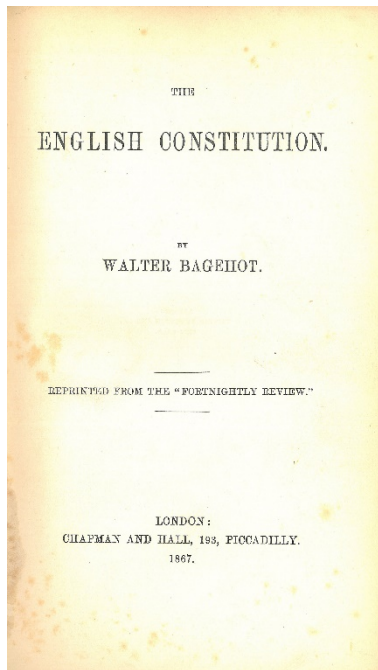 THE
ENGLISH CONSTITUTION.
BY
WALTER BAGEHOT.
REPRINTED FROM THE “FORTNIGHTLY REVIEW.”
LONDON:
CHAPMAN AND HALL, 193, PICCADILLY.
1867.